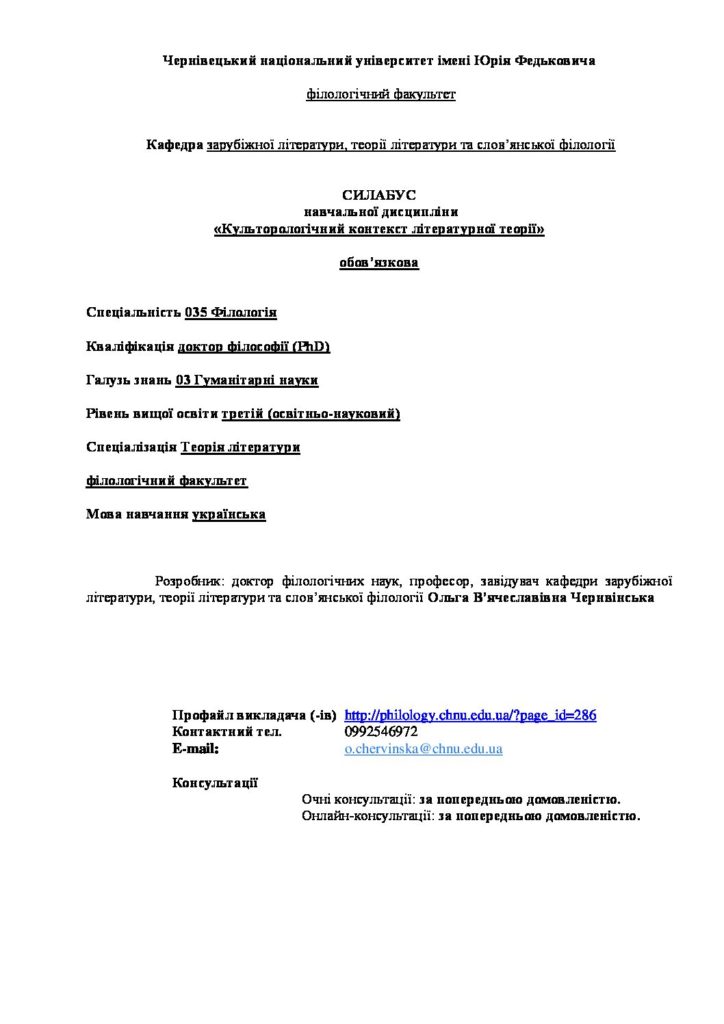 Чернівецький національний університет імені Юрія Федьковича
філологічний факультет
Кафедра зарубіжної літератури, теорії літератури та слов’янської філології
СИЛАБУС
навчальної дисципліни
«Культорологічний контекст літературної теорії»
обов’язкова
Спеціальність 035 Філологія
Кваліфікація доктор філософії (PhD)
Галузь знань 03 Гуманітарні науки
Рівень вищої освіти третій (освітньо-науковий)
Спеціалізація Теорія літератури
філологічний факультет
Мова навчання українська
Розробник: доктор філологічних наук, професор, завідувач кафедри зарубіжної
літератури, теорії літератури та слов’янської філології Ольга В’ячеславівна Червінська
Профайл викладача (-ів) http://philology.chnu.edu.ua/?page_id=286
Контактний тел. 0992546972
E-mail: o.chervinska@chnu.edu.ua
Консультації
Очні консультації: за попередньою домовленістю.
Онлайн-консультації: за попередньою домовленістю.